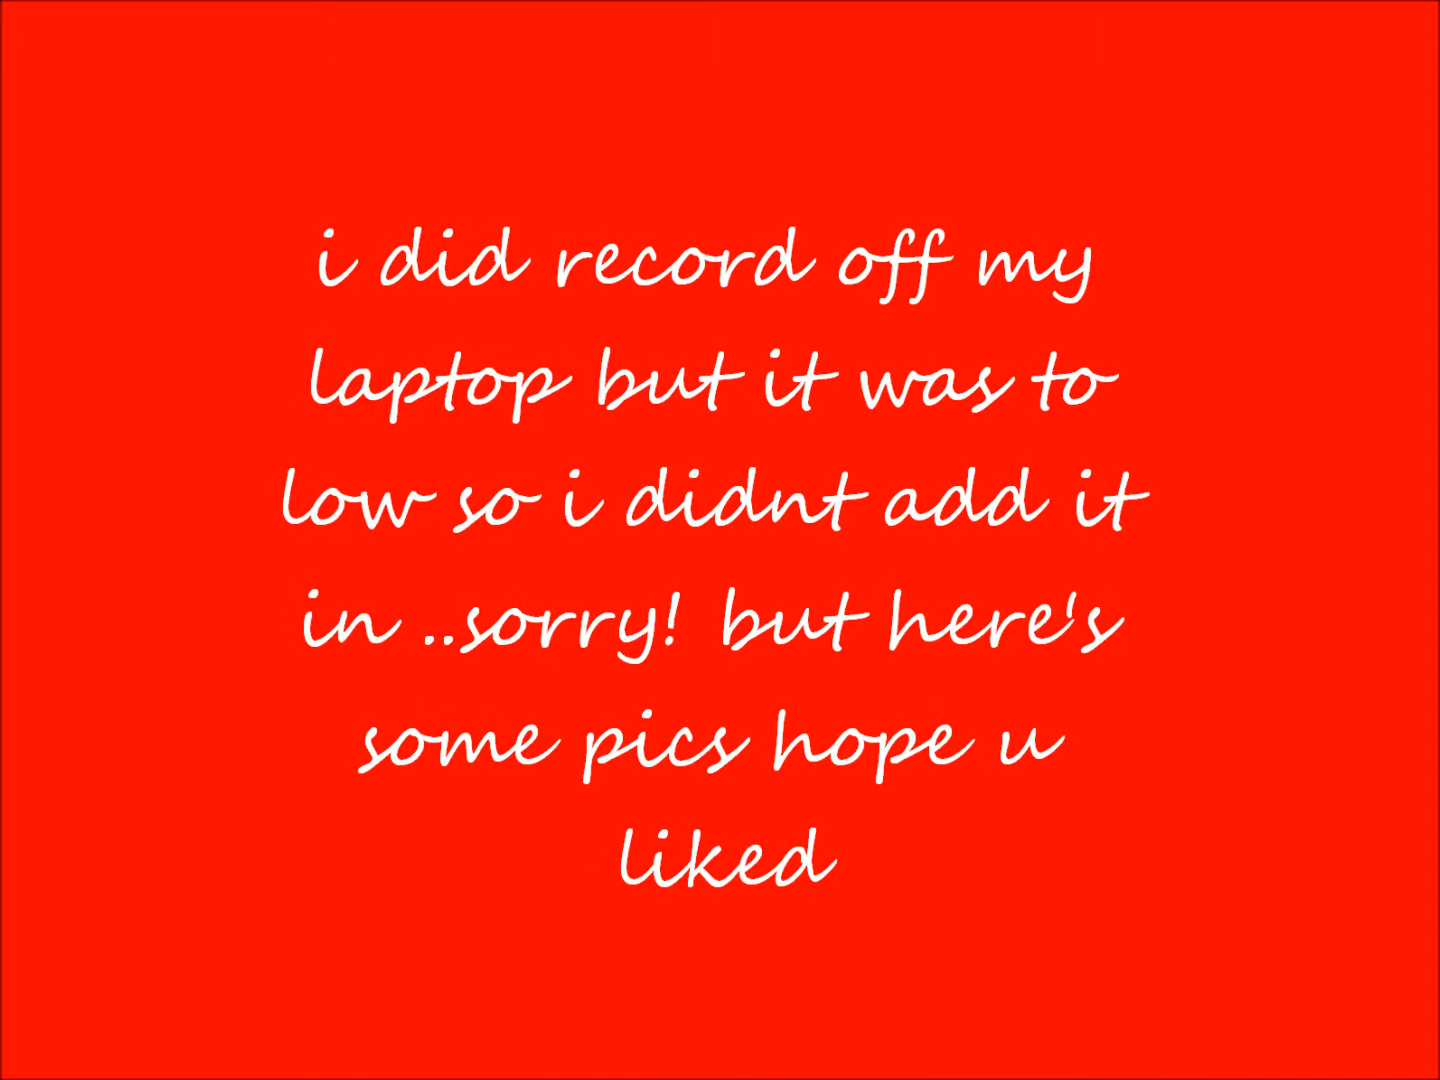 i did record off my
laptop but it was to
low so i didnt add it
in ..sorry! but here's
some pics hope u
liked